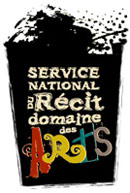 SERVICE
NATIONAL
DU Récit
domaine
des
ARTS